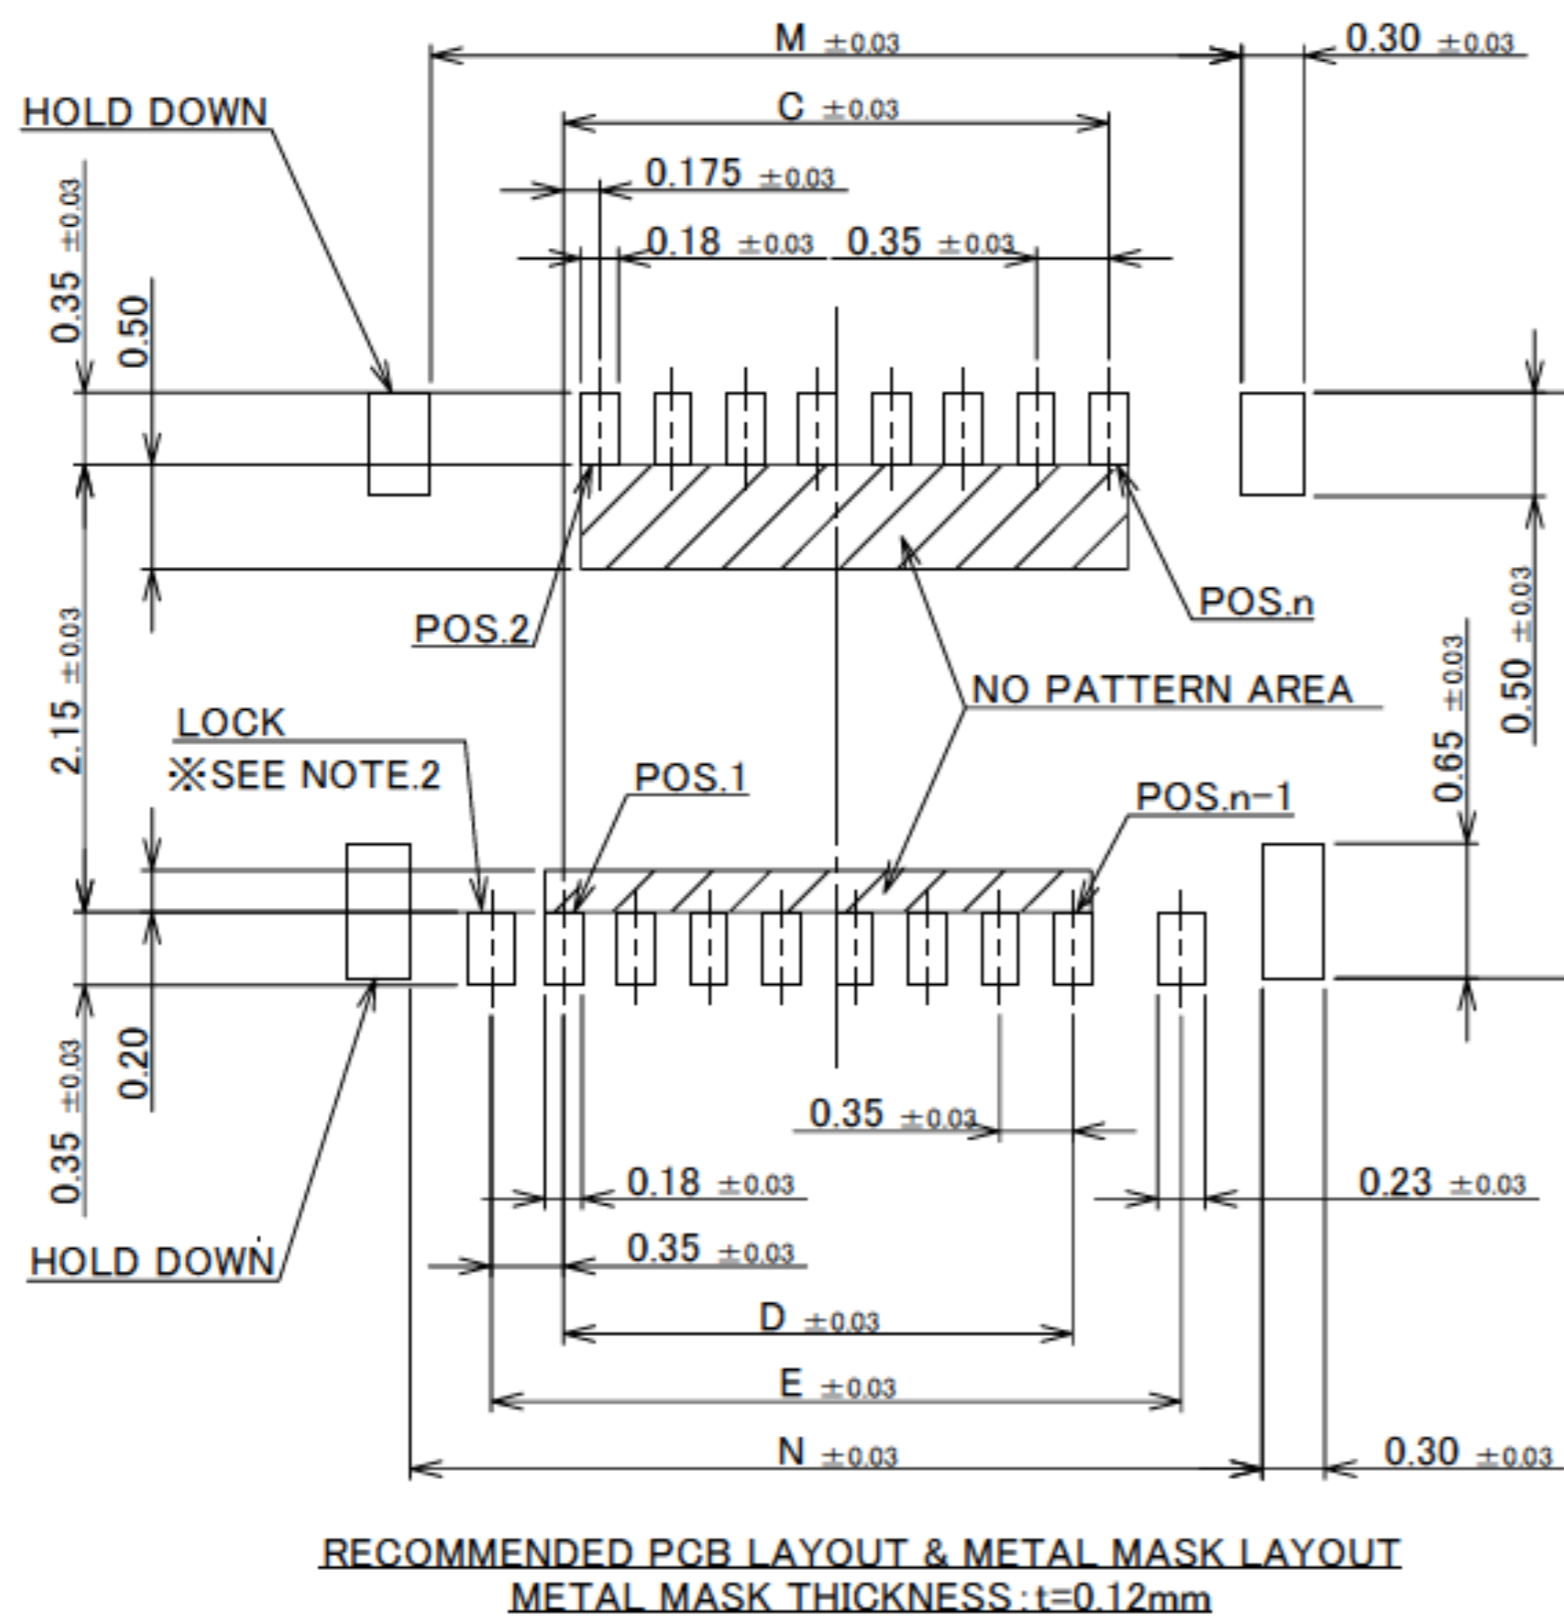 M ±0.03
0.30 ±0.03
HOLD DOWN
C ±0.03
0.175 ±0.03
0.18 ±0.03
0.35 ±0.03
0.35 ±0.03
0.50
POS.2
POS.n
NO PATTERN AREA
2.15 ±0.03
0.50 ±0.03
0.65 ±0.03
LOCK
※SEE NOTE.2
POS.1
POS.n-1
0.20
0.35 ±0.03
0.35 ±0.03
0.18 ±0.03
0.23 ±0.03
HOLD DOWN
0.35 ±0.03
D ±0.03
E ±0.03
N ±0.03
0.30 ±0.03
RECOMMENDED PCB LAYOUT & METAL MASK LAYOUT
METAL MASK THICKNESS:t=0.12mm